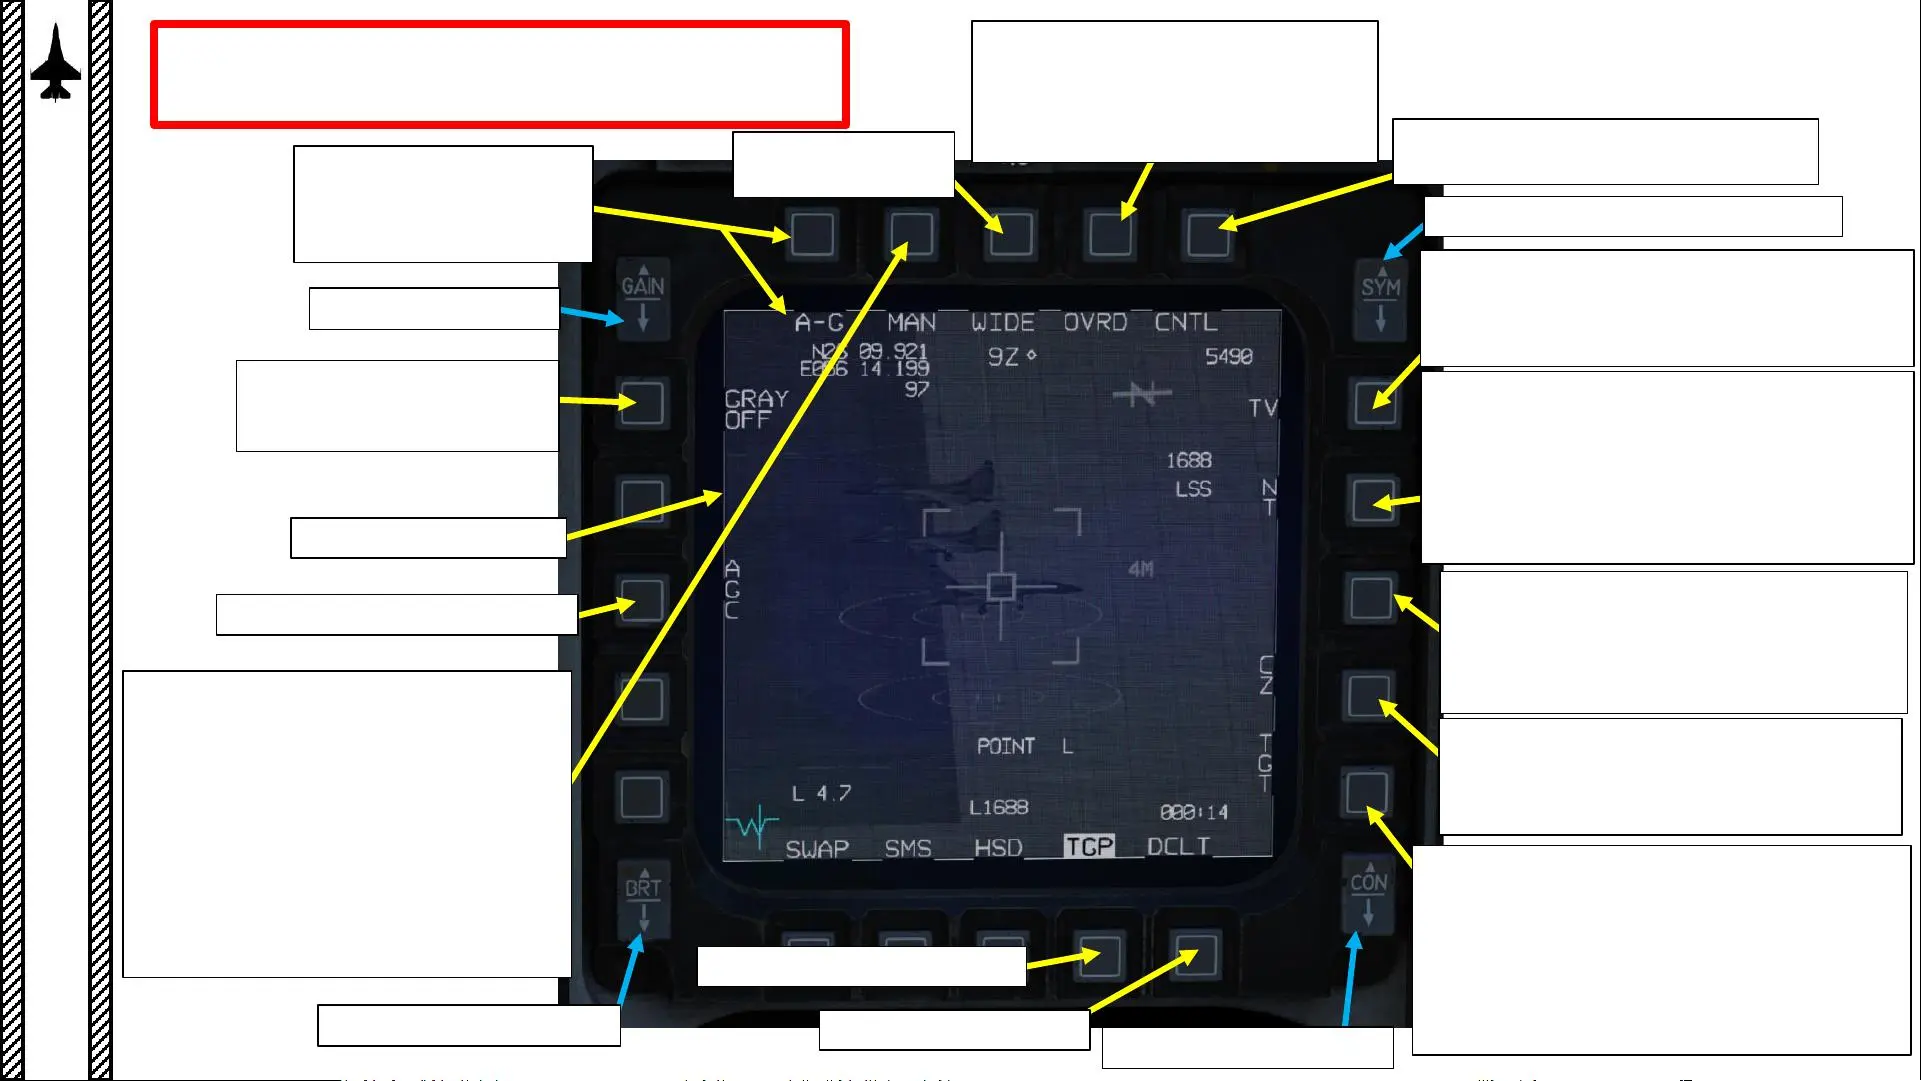 GAIN
SYM
A-G MAN WIDE OVRD CNTL
N26 09.921
9Z
5490
E056 14.199
97
GRAY
OFF
TV
1688
LSS
N
T
4M
A
G
C
C
Z
POINT L
T
G
T
L 4.7
L1688
000:14
W
SWAP SMS HSD TGP DCLT
BRT
CON